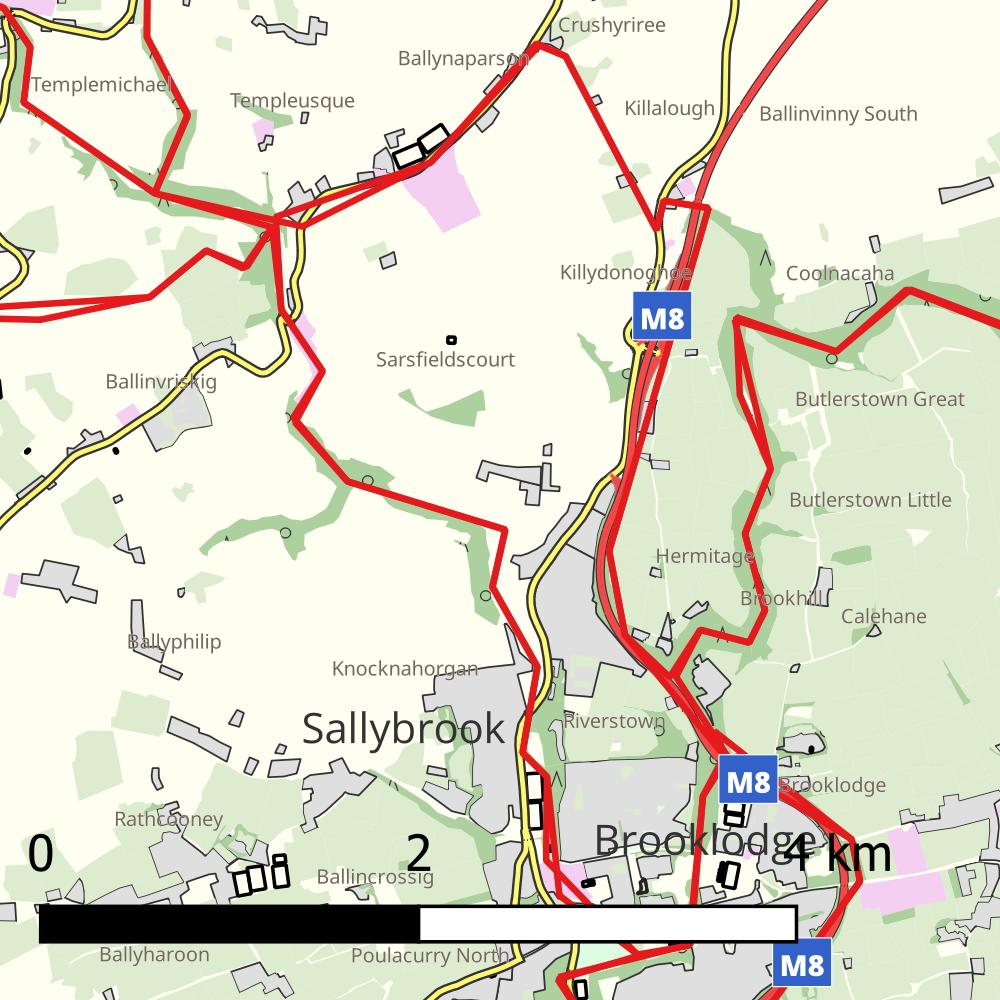 Crushyriree
Ballynaparson
Templemichael
Templeusque
Killalough
Ballinvinny South
Killydonoghoe
Coolnacaha
M8
Sarsfieldscourt
Ballinvriskig
Butlerstown Great
Butlerstown Little
Hermitage
Brookhill
Calehane
Ballyphilip
Knocknahorgan
Sallybrook
Riverstown
M8
Brooklodge
Rathcooney
Brooklodge
0 2 4 km
Ballincrossig
Ballyharoon
Poulacurry North
M8